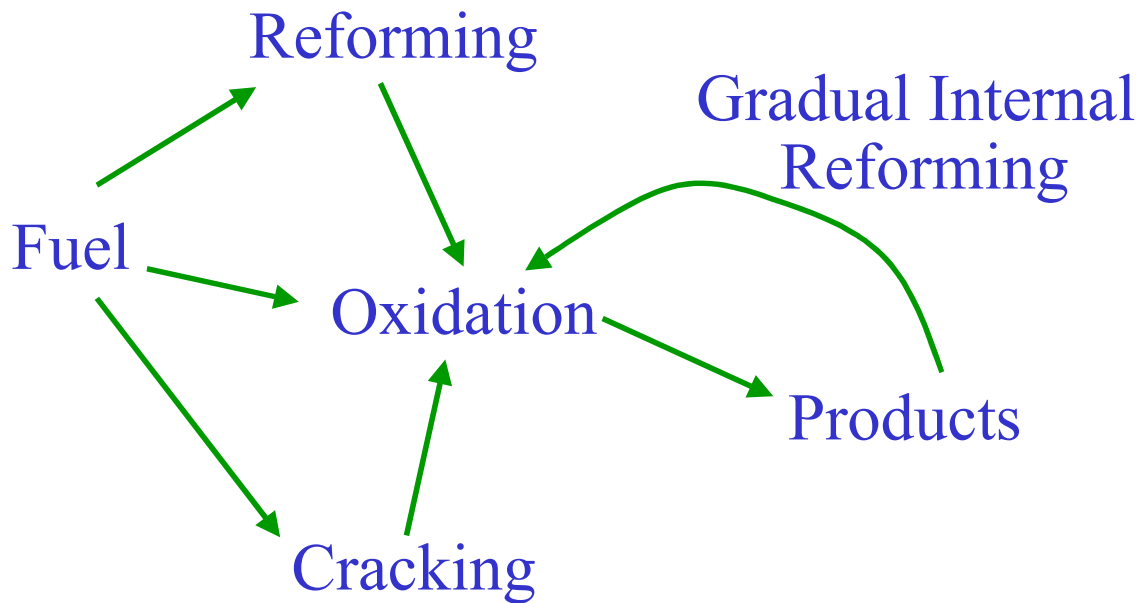 Reforming
Gradual Internal
Reforming
Fuel
Oxidation
Products
Cracking